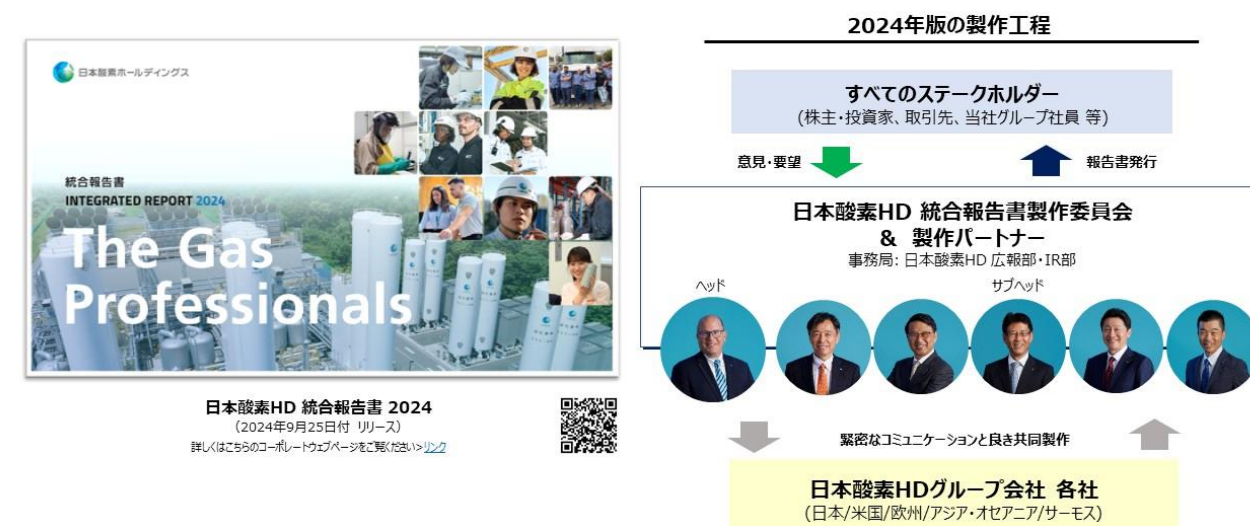 日本酸素ホールディングス
統合報告書
INTEGRATED REPORT 2024
The Gas
Professionals
日本酸素HD 統合報告書 2024
(2024年9月25日付 リリース)
詳しくはこちらのコーポレートウェブページをご覧ください>リンク
2024年版の製作工程
すべてのステークホルダー
(株主・投資家、取引先、当社グループ社員 等)
意見・要望
報告書発行
日本酸素HD 統合報告書製作委員会
& 製作パートナー
事務局: 日本酸素HD 広報部・IR部
ヘッド
サブヘッド
緊密なコミュニケーションと良き共同製作
日本酸素HDグループ会社 各社
(日本/米国/欧州/アジア・オセアニア/サーモス)